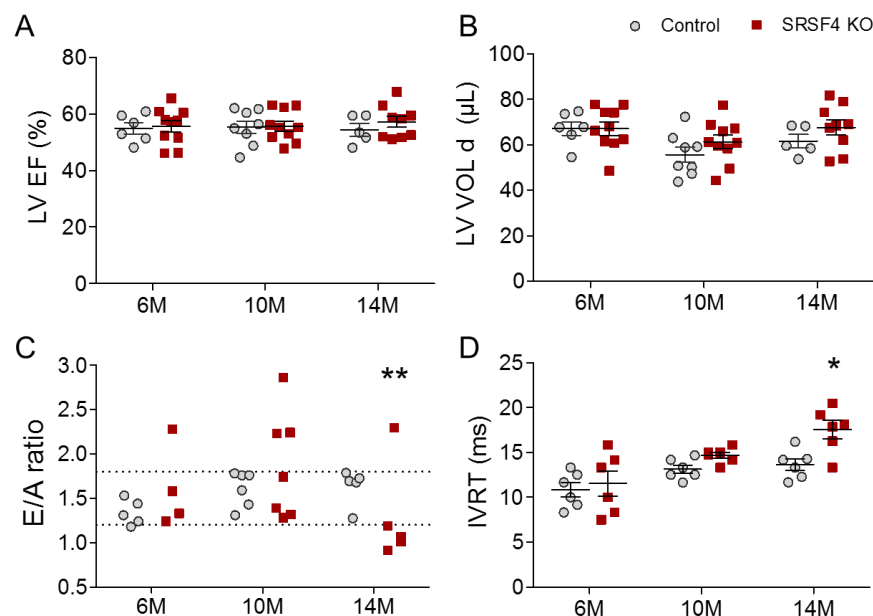 A
B
Control
SRSF4 KO
LV EF (%)
80
60
40
20
0
6M
10M
14M
LV VOL d (µL)
100
80
60
40
20
0
6M
10M
14M
C
D
E/A ratio
3.0
2.5
2.0
1.5
1.0
0.5
**
6M
10M
14M
IVRT (ms)
25
20
15
10
5
0
*
6M
10M
14M